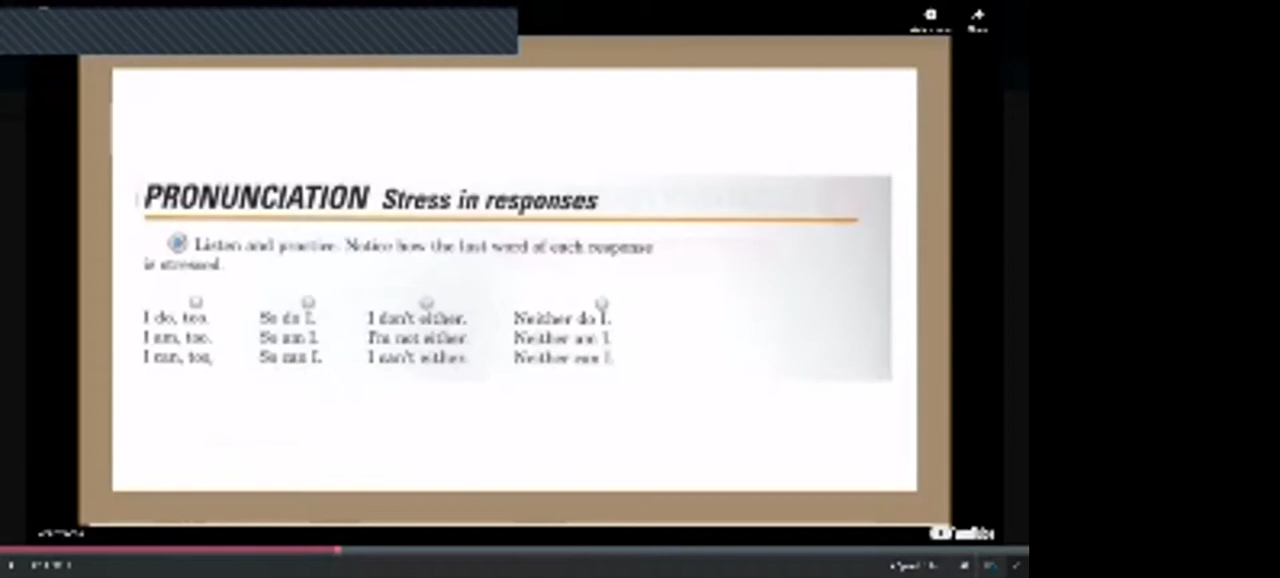 PRONUNCIATION Stress in responses
Listen and practice. Notice how the last word of each response
is stressed.
I do, too. So do I. I don't either. Neither do I.
I am, too. So am I. I'm not either. Neither am I.
I can, too. So can I. I can't either. Neither can I.
YouTube